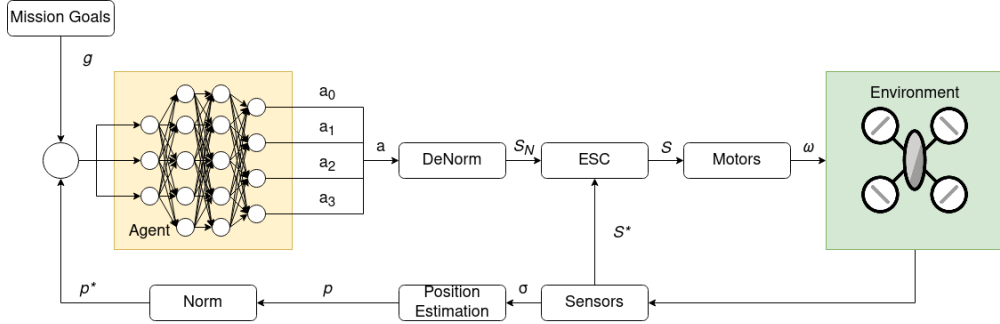 Mission Goals
g
Agent
a0
a1
a2
a3
a
DeNorm
SN
ESC
S
Motors
ω
Environment
S*
p*
Norm
p
Position
Estimation
σ
Sensors